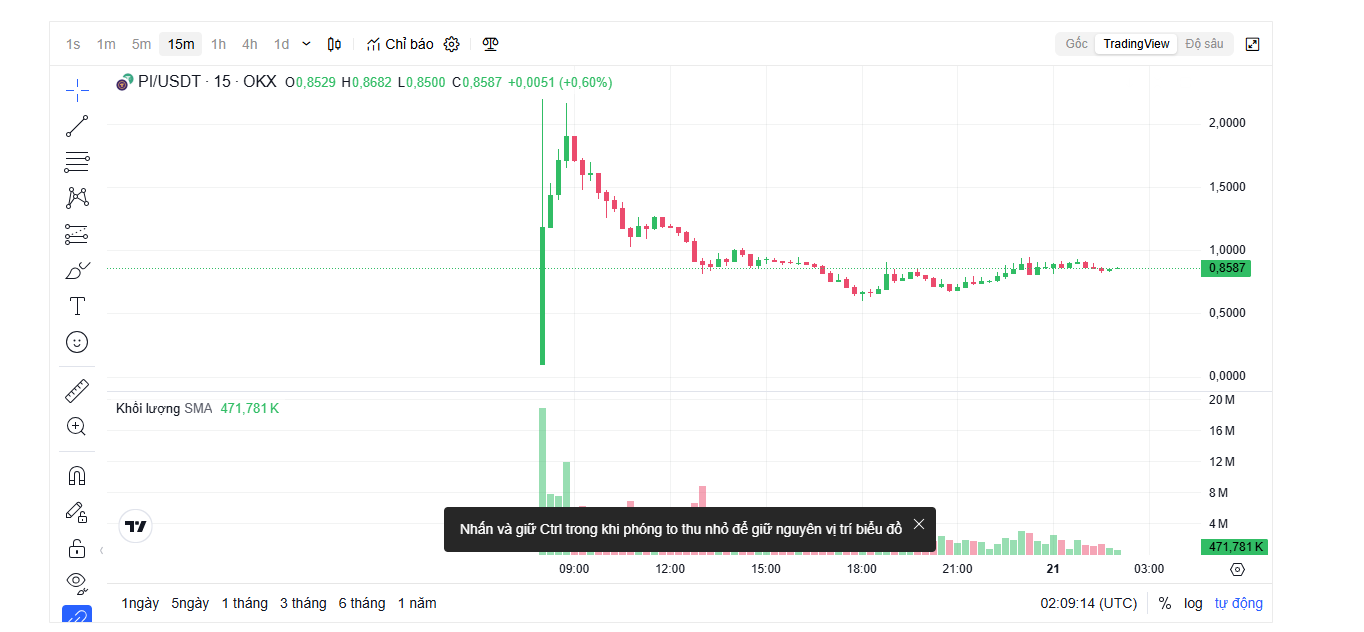 1s 1m 5m 15m 1h 4h 1d Chỉ báo Gốc TradingView Độ sâu
PI/USDT · 15 · OKX O0,8529 H0,8682 L0,8500 C0,8587 +0,0051 (+0,60%)
2,0000
1,5000
1,0000
0,8587
0,5000
0,0000
Khối lượng SMA 471,781 K
20 M
16 M
12 M
8 M
4 M
471,781 K
Nhấn và giữ Ctrl trong khi phóng to thu nhỏ để giữ nguyên vị trí biểu đồ
09:00 12:00 15:00 18:00 21:00 21 03:00
1ngày 5ngày 1 tháng 3 tháng 6 tháng 1 năm 02:09:14 (UTC) % log tự động